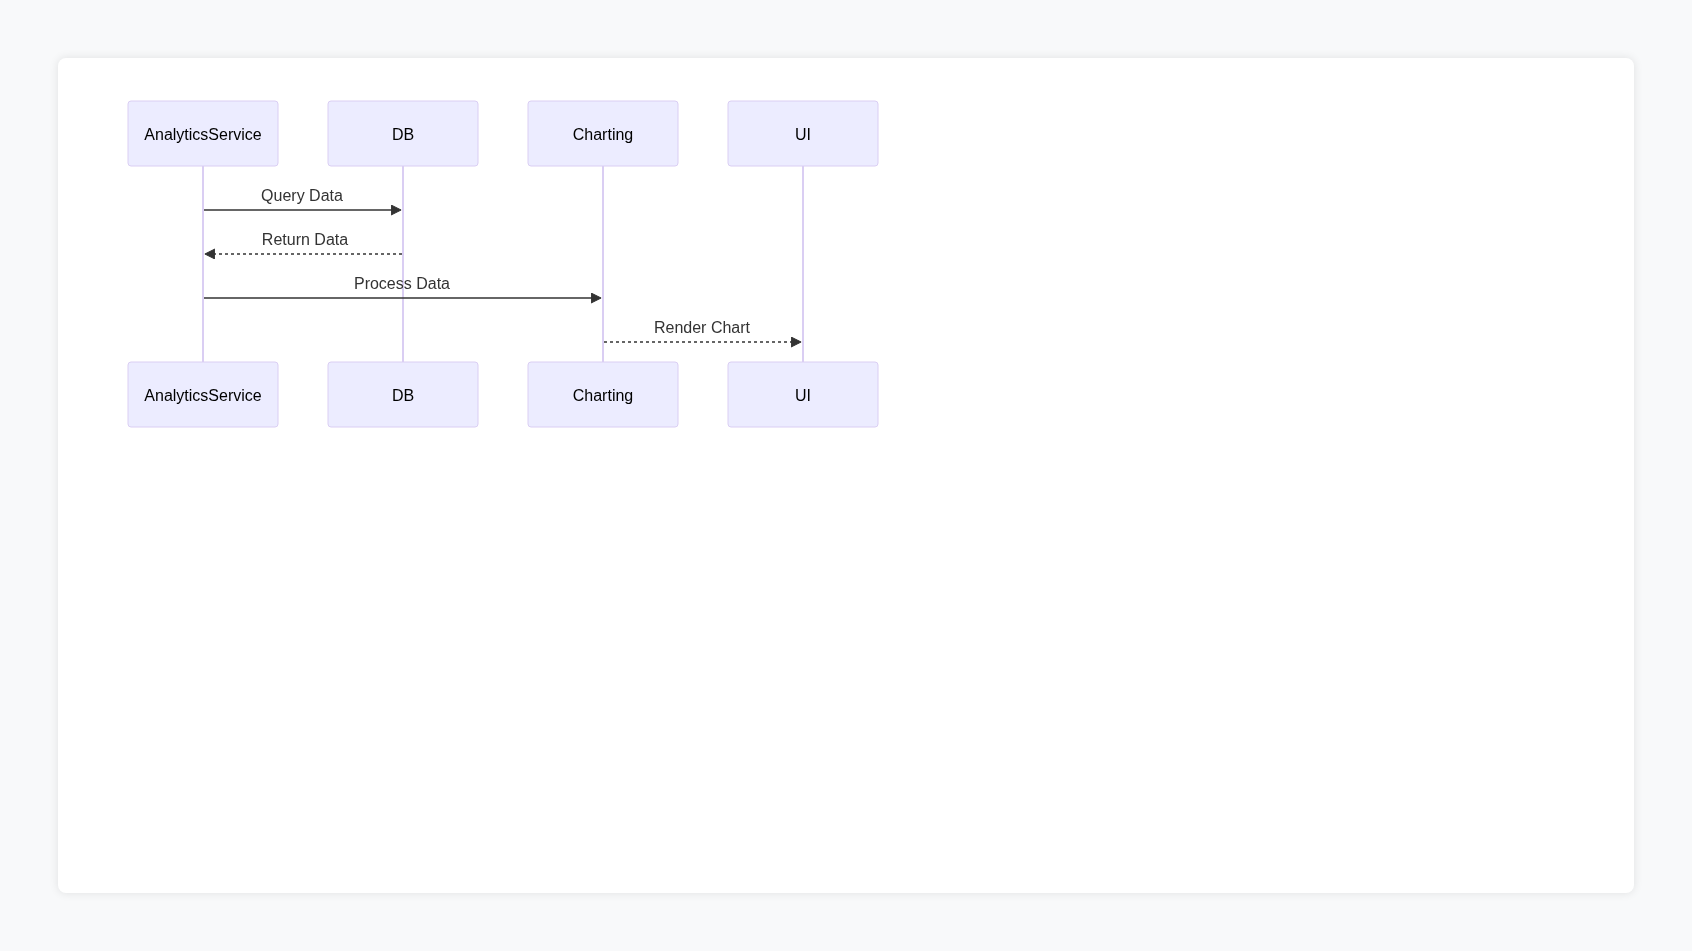 AnalyticsService
DB
Charting
UI
Query Data
Return Data
Process Data
Render Chart
AnalyticsService
DB
Charting
UI